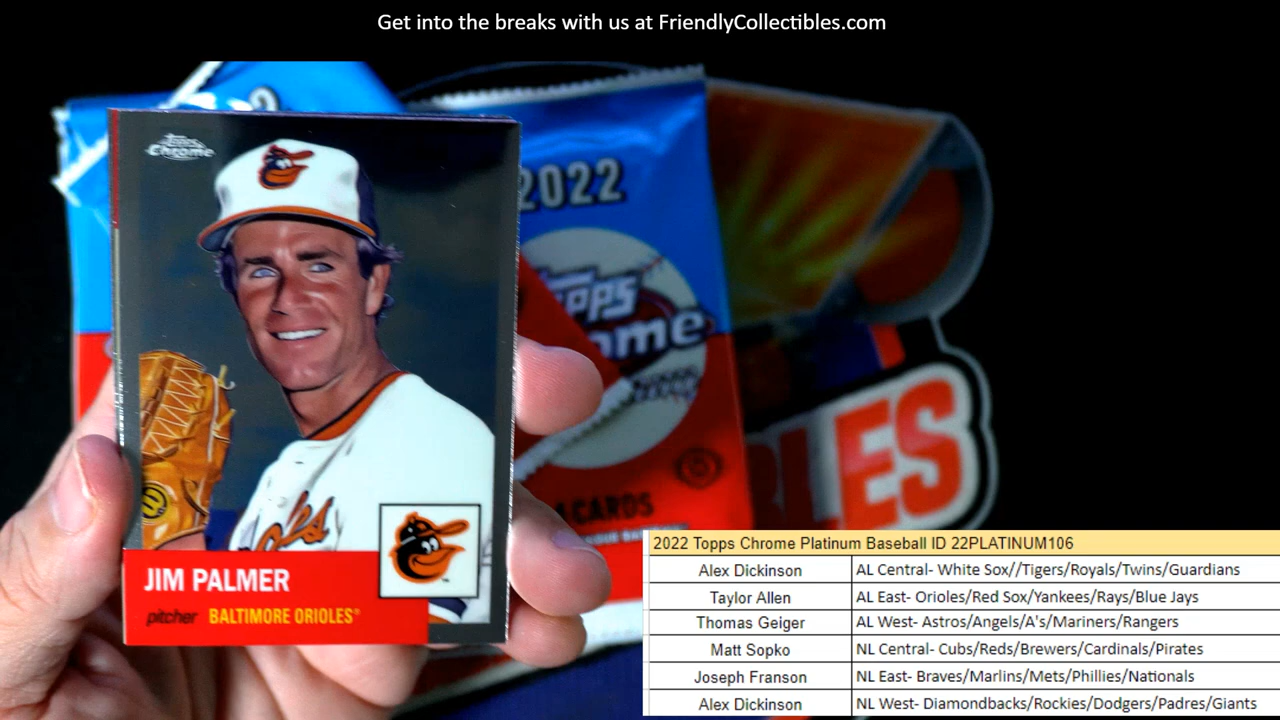 Get into the breaks with us at FriendlyCollectibles.com
Topps
Chrome
2022
Topps
Chrome
CARDS
LES
JIM PALMER
pitcher BALTIMORE ORIOLES
2022 Topps Chrome Platinum Baseball ID 22PLATINUM106
Alex Dickinson AL Central- White Sox//Tigers/Royals/Twins/Guardians
Taylor Allen AL East- Orioles/Red Sox/Yankees/Rays/Blue Jays
Thomas Geiger AL West- Astros/Angels/A's/Mariners/Rangers
Matt Sopko NL Central- Cubs/Reds/Brewers/Cardinals/Pirates
Joseph Franson NL East- Braves/Marlins/Mets/Phillies/Nationals
Alex Dickinson NL West- Diamondbacks/Rockies/Dodgers/Padres/Giants